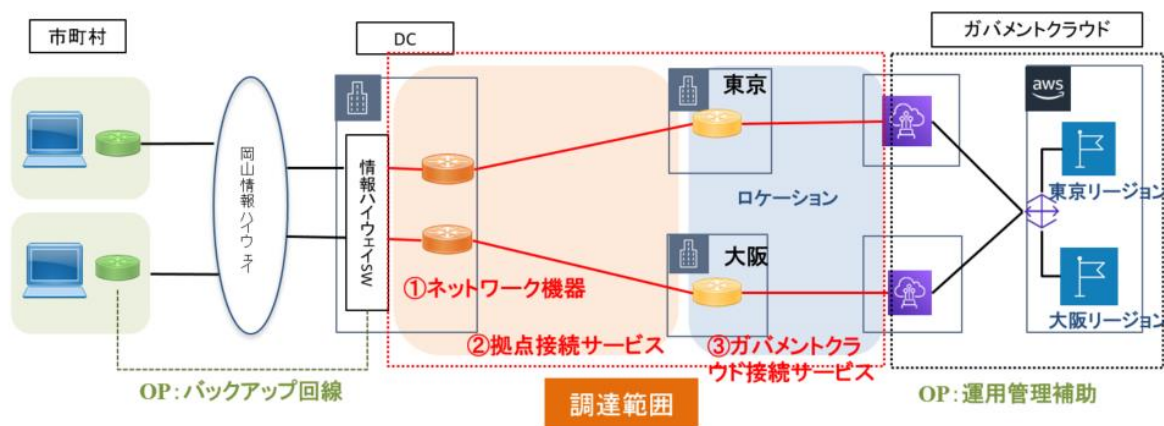 市町村
DC
ガバメントクラウド
東京
aws
岡山情報ハイウェイ
情報ハイウェイSW
ロケーション
東京リージョン
大阪
①ネットワーク機器
②拠点接続サービス
③ガバメントクラ
ウド接続サービス
大阪リージョン
OP:バックアップ回線
調達範囲
OP:運用管理補助